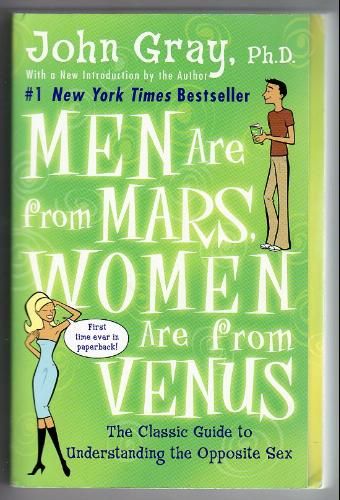 John Gray, Ph.D.
With a New Introduction by the Author
#1 New York Times Bestseller
MEN Are
from MARS,
WOMEN
Are from
VENUS
First
time ever in
paperback!
The Classic Guide to
Understanding the Opposite Sex